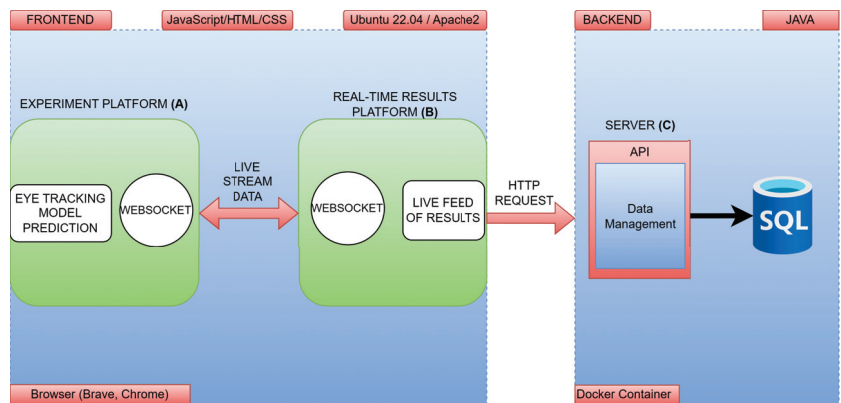 FRONTEND
JavaScript/HTML/CSS
Ubuntu 22.04 / Apache2
BACKEND
JAVA
EXPERIMENT PLATFORM (A)
REAL-TIME RESULTS
PLATFORM (B)
SERVER (C)
API
EYE TRACKING
MODEL
PREDICTION
WEBSOCKET
LIVE
STREAM
DATA
WEBSOCKET
LIVE FEED
OF RESULTS
HTTP
REQUEST
Data
Management
SQL
Browser (Brave, Chrome)
Docker Container